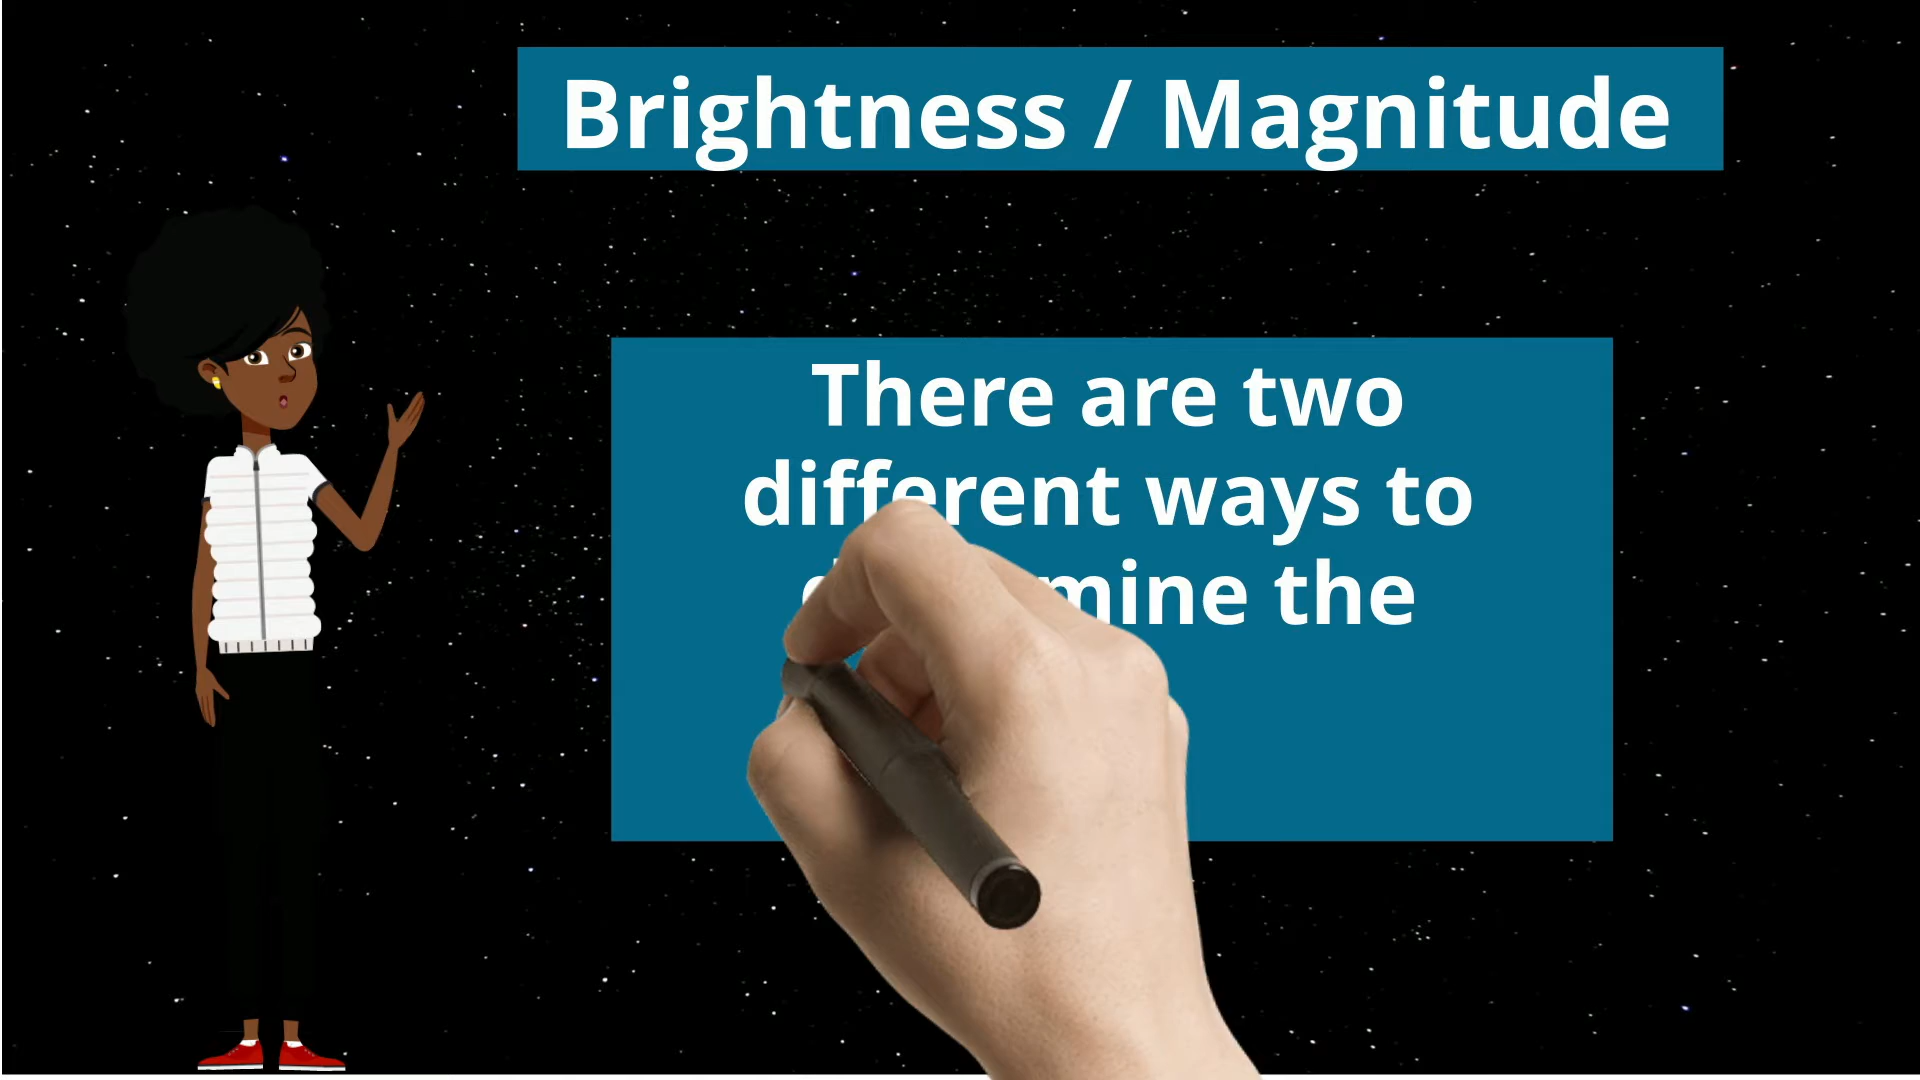 Brightness / Magnitude
There are two
different ways to
the